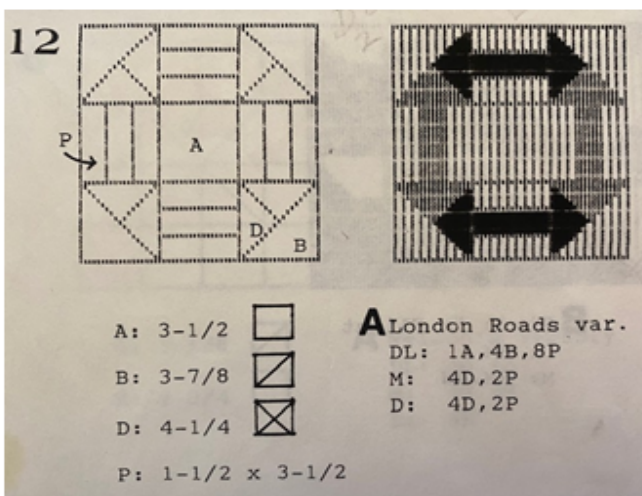 12
P
A
D
B
A: 3-1/2
B: 3-7/8
D: 4-1/4
P: 1-1/2 x 3-1/2
A London Roads var.
DL: 1A,4B,8P
M: 4D,2P
D: 4D,2P